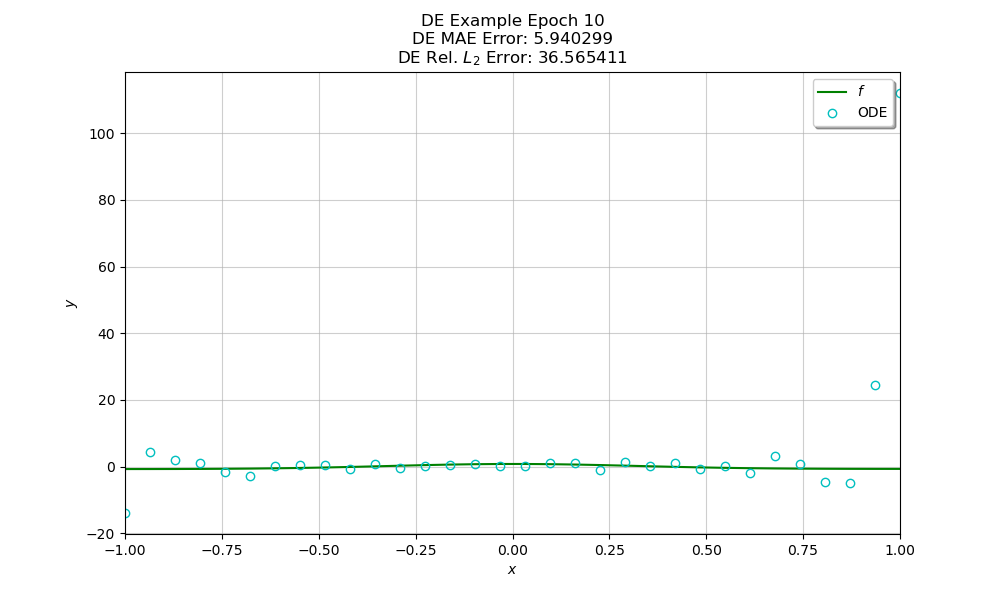 DE Example Epoch 10
DE MAE Error: 5.940299
DE Rel. $L_2$ Error: 36.565411
f
ODE
100
80
60
40
20
0
−20
y
−1.00 −0.75 −0.50 −0.25 0.00 0.25 0.50 0.75 1.00
x